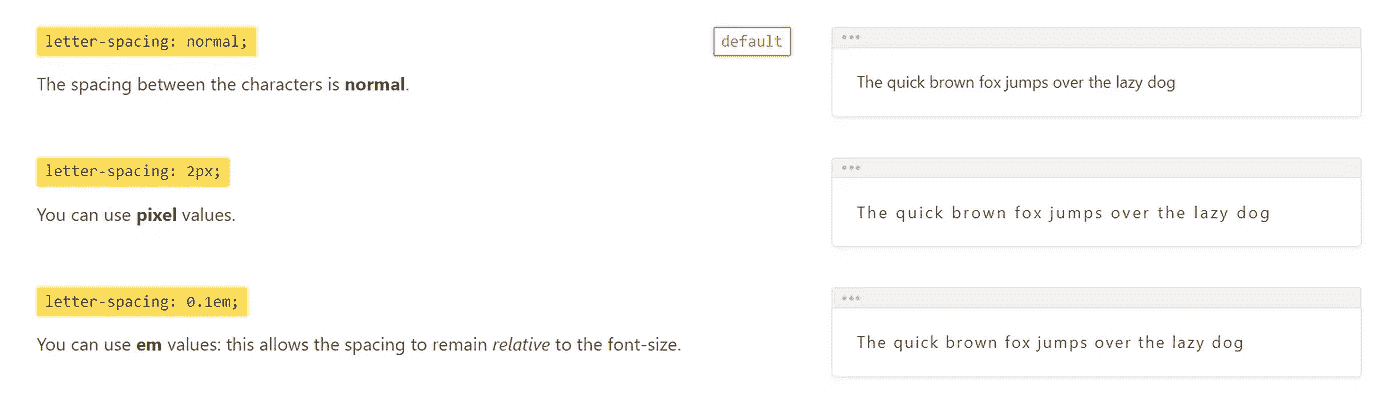 letter-spacing: normal;
default
The spacing between the characters is normal.
The quick brown fox jumps over the lazy dog
letter-spacing: 2px;
You can use pixel values.
The quick brown fox jumps over the lazy dog
letter-spacing: 0.1em;
You can use em values: this allows the spacing to remain relative to the font-size.
The quick brown fox jumps over the lazy dog